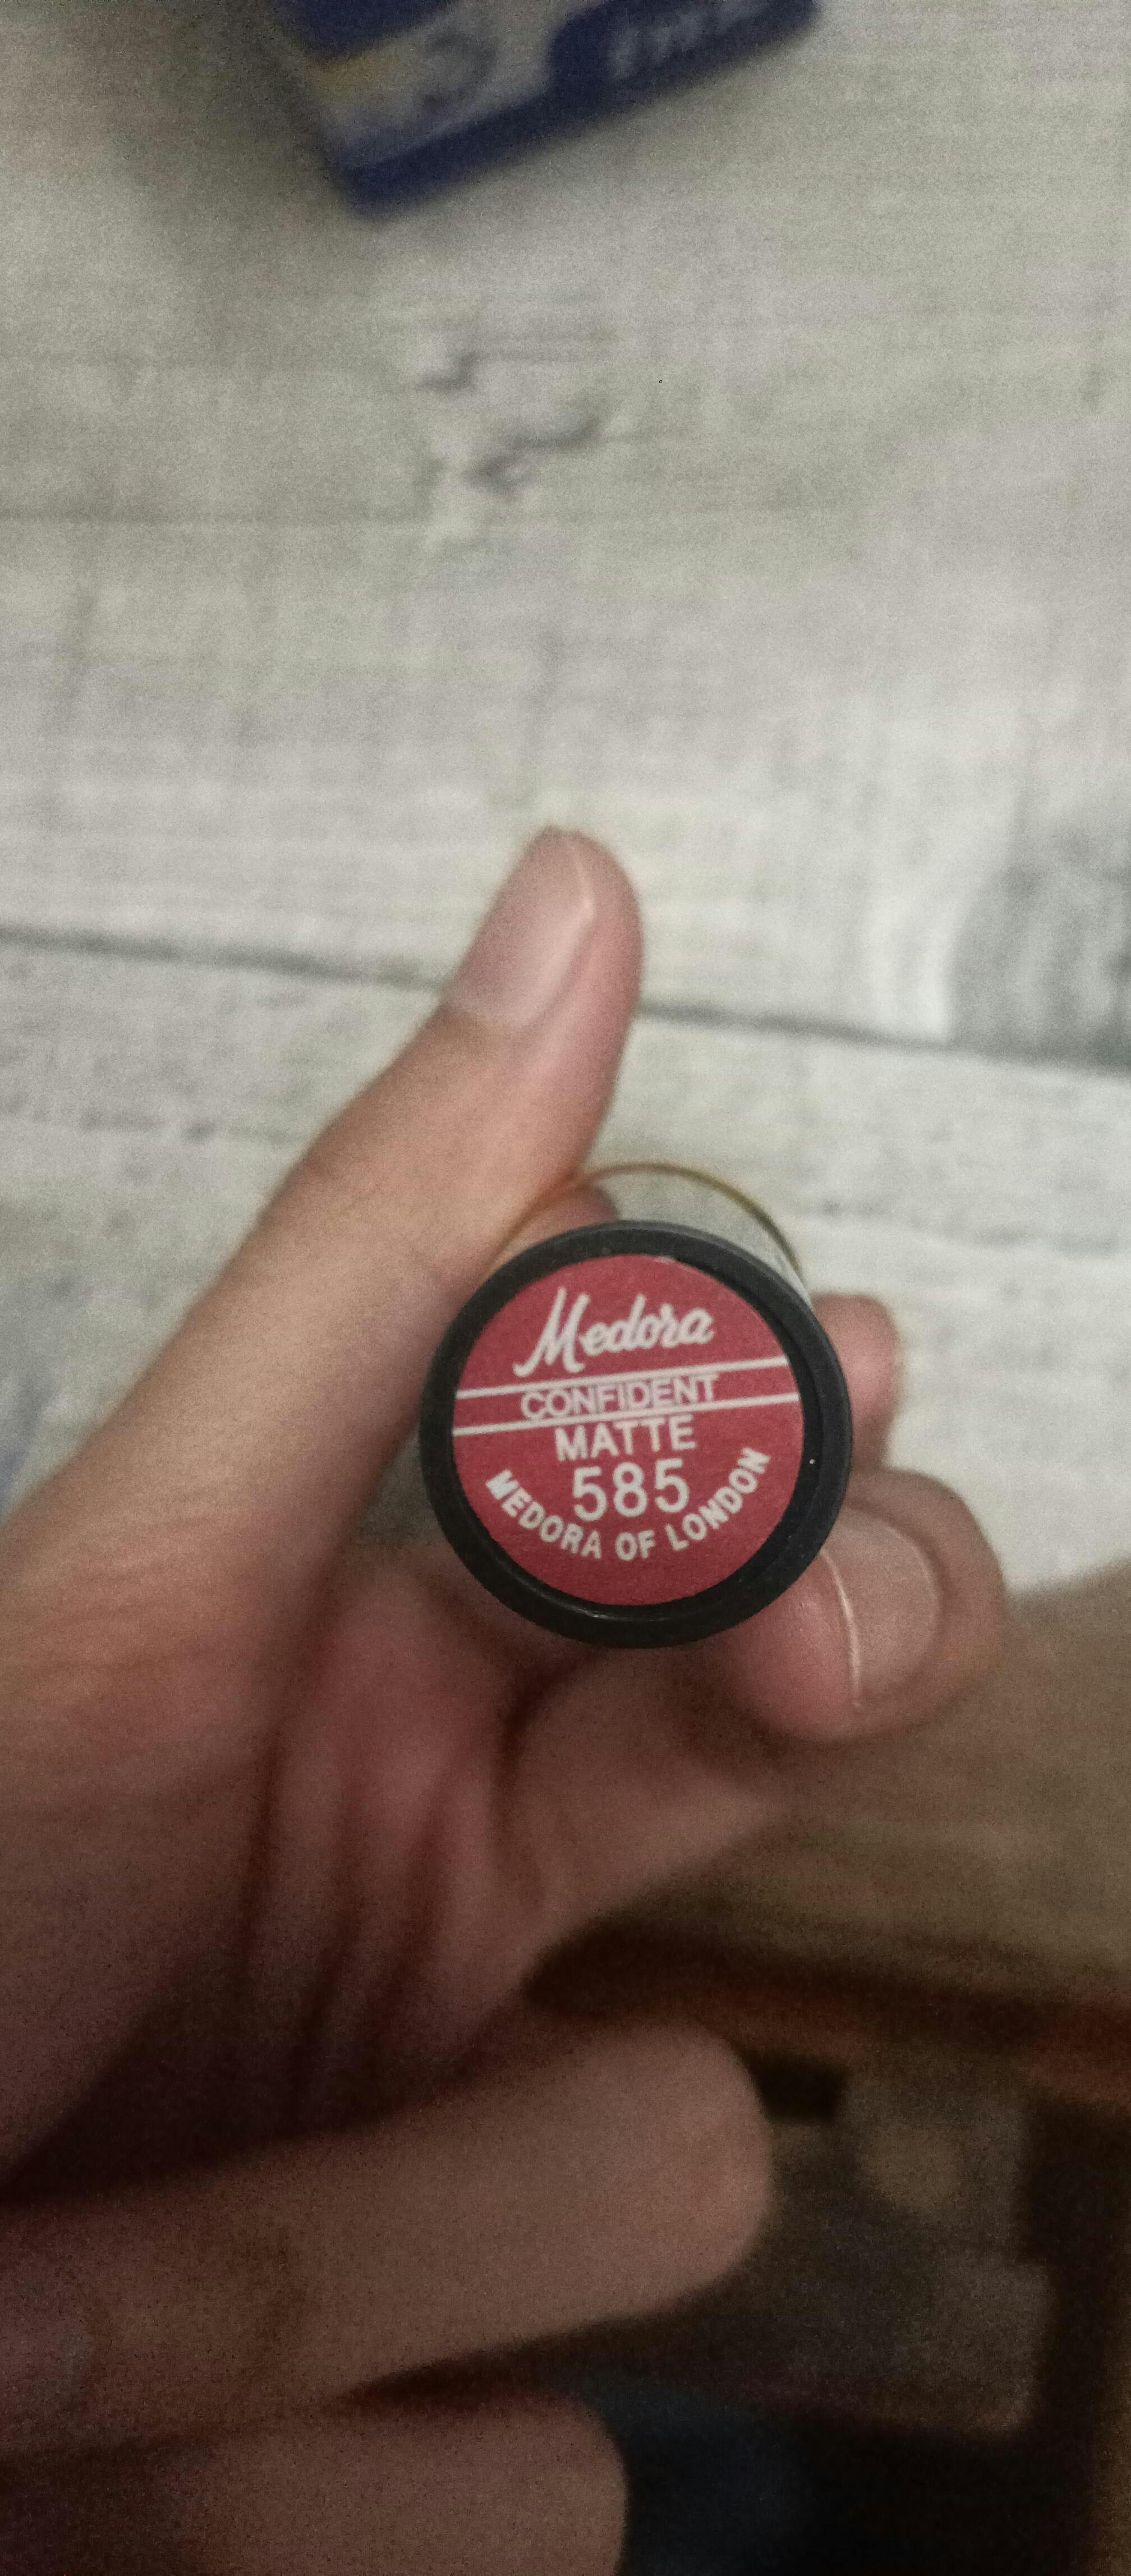 Medora
CONFIDENT
MATTE
585
MEDORA OF LONDON